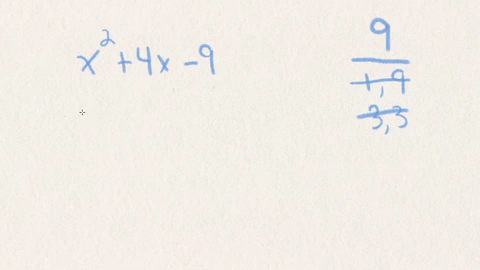 x² + 4x - 9
9
1, 9
3, 3